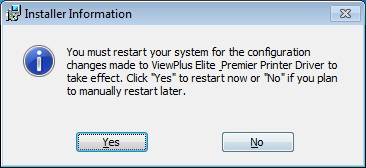 Installer Information
You must restart your system for the configuration
changes made to ViewPlus Elite ,Premier Printer Driver to
take effect. Click "Yes" to restart now or "No" if you plan
to manually restart later.
Yes
No